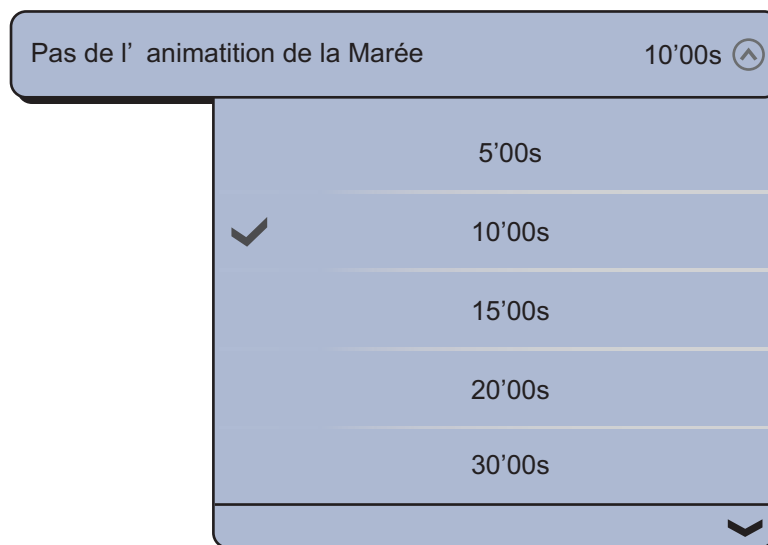 Pas de l’ animatition de la Marée 10’00s
5’00s
10’00s
15’00s
20’00s
30’00s